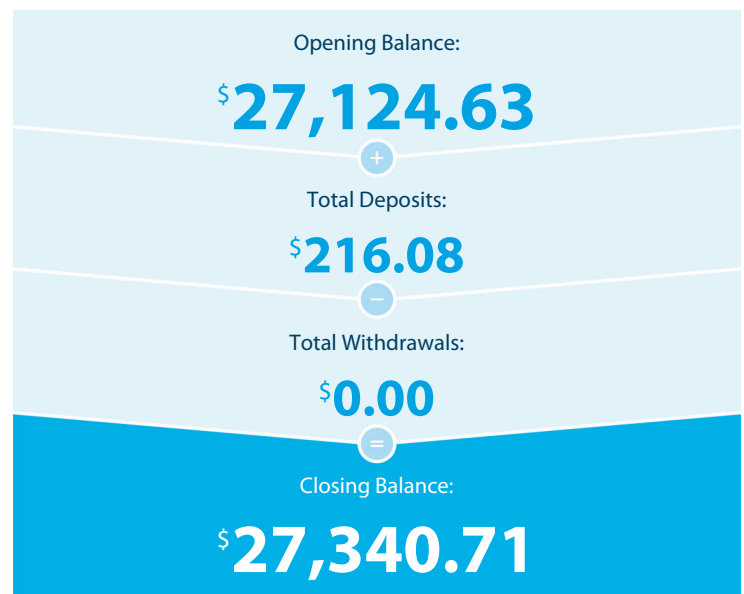 Opening Balance:
$27,124.63
+
Total Deposits:
$216.08
−
Total Withdrawals:
$0.00
=
Closing Balance:
$27,340.71